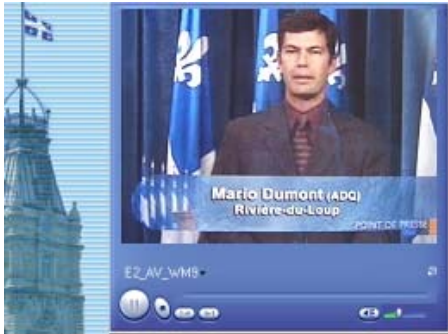 Mario Dumont (ADQ)
Rivière-du-Loup
POINT DE PRESSE
E2_AV_WM9